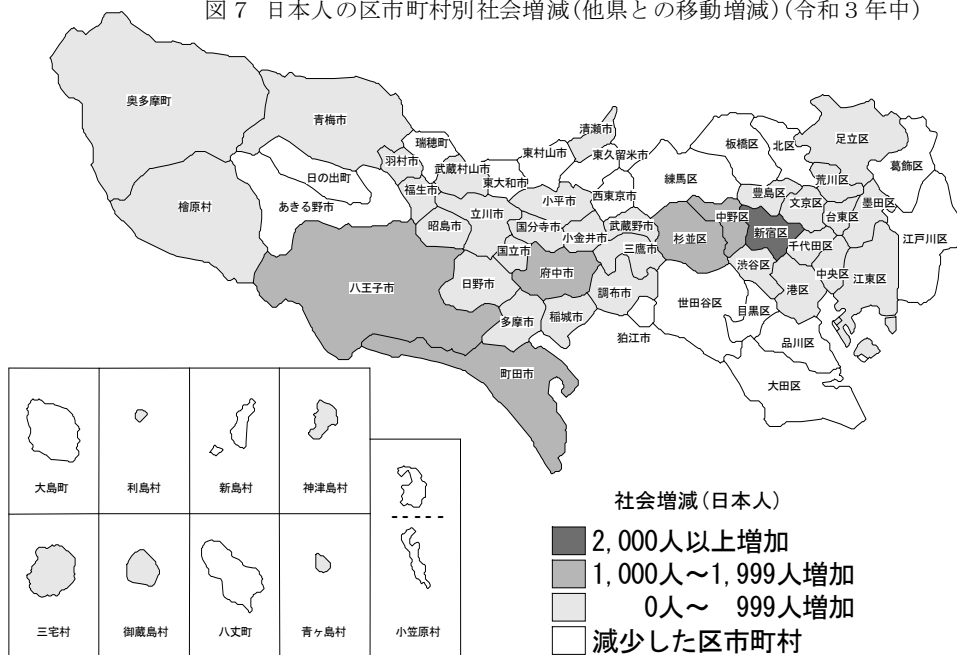 図7 日本人の区市町村別社会増減(他県との移動増減)(令和3年中)
奥多摩町
青梅市
瑞穂町
羽村市
武蔵村山市
東村山市
清瀬市
東久留米市
板橋区
北区
足立区
葛飾区
日の出町
あきる野市
檜原村
福生市
東大和市
小平市
西東京市
練馬区
豊島区
文京区
荒川区
台東区
墨田区
昭島市
立川市
国分寺市
小金井市
武蔵野市
三鷹市
杉並区
中野区
新宿区
千代田区
江戸川区
国立市
府中市
調布市
渋谷区
港区
中央区
江東区
八王子市
日野市
多摩市
稲城市
狛江市
世田谷区
目黒区
品川区
大田区
町田市
大島町
利島村
新島村
神津島村
三宅村
御蔵島村
八丈町
青ヶ島村
小笠原村
社会増減(日本人)
2,000人以上増加
1,000人～1,999人増加
0人～ 999人増加
減少した区市町村